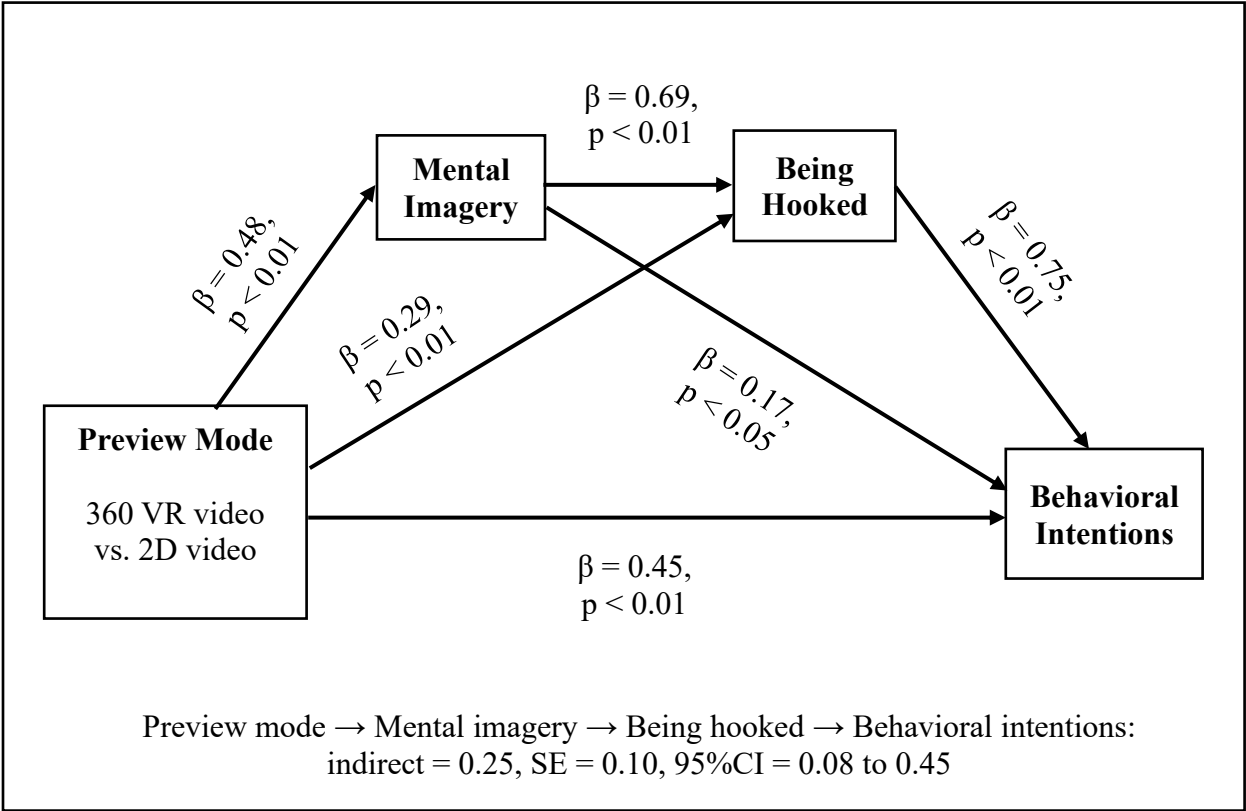 β = 0.69,
p < 0.01
Mental
Imagery
Being
Hooked
β = 0.48,
p < 0.01
β = 0.29,
p < 0.01
β = 0.75,
p < 0.01
β = 0.17,
p < 0.05
Preview Mode
360 VR video
vs. 2D video
Behavioral
Intentions
β = 0.45,
p < 0.01
Preview mode → Mental imagery → Being hooked → Behavioral intentions:
indirect = 0.25, SE = 0.10, 95%CI = 0.08 to 0.45